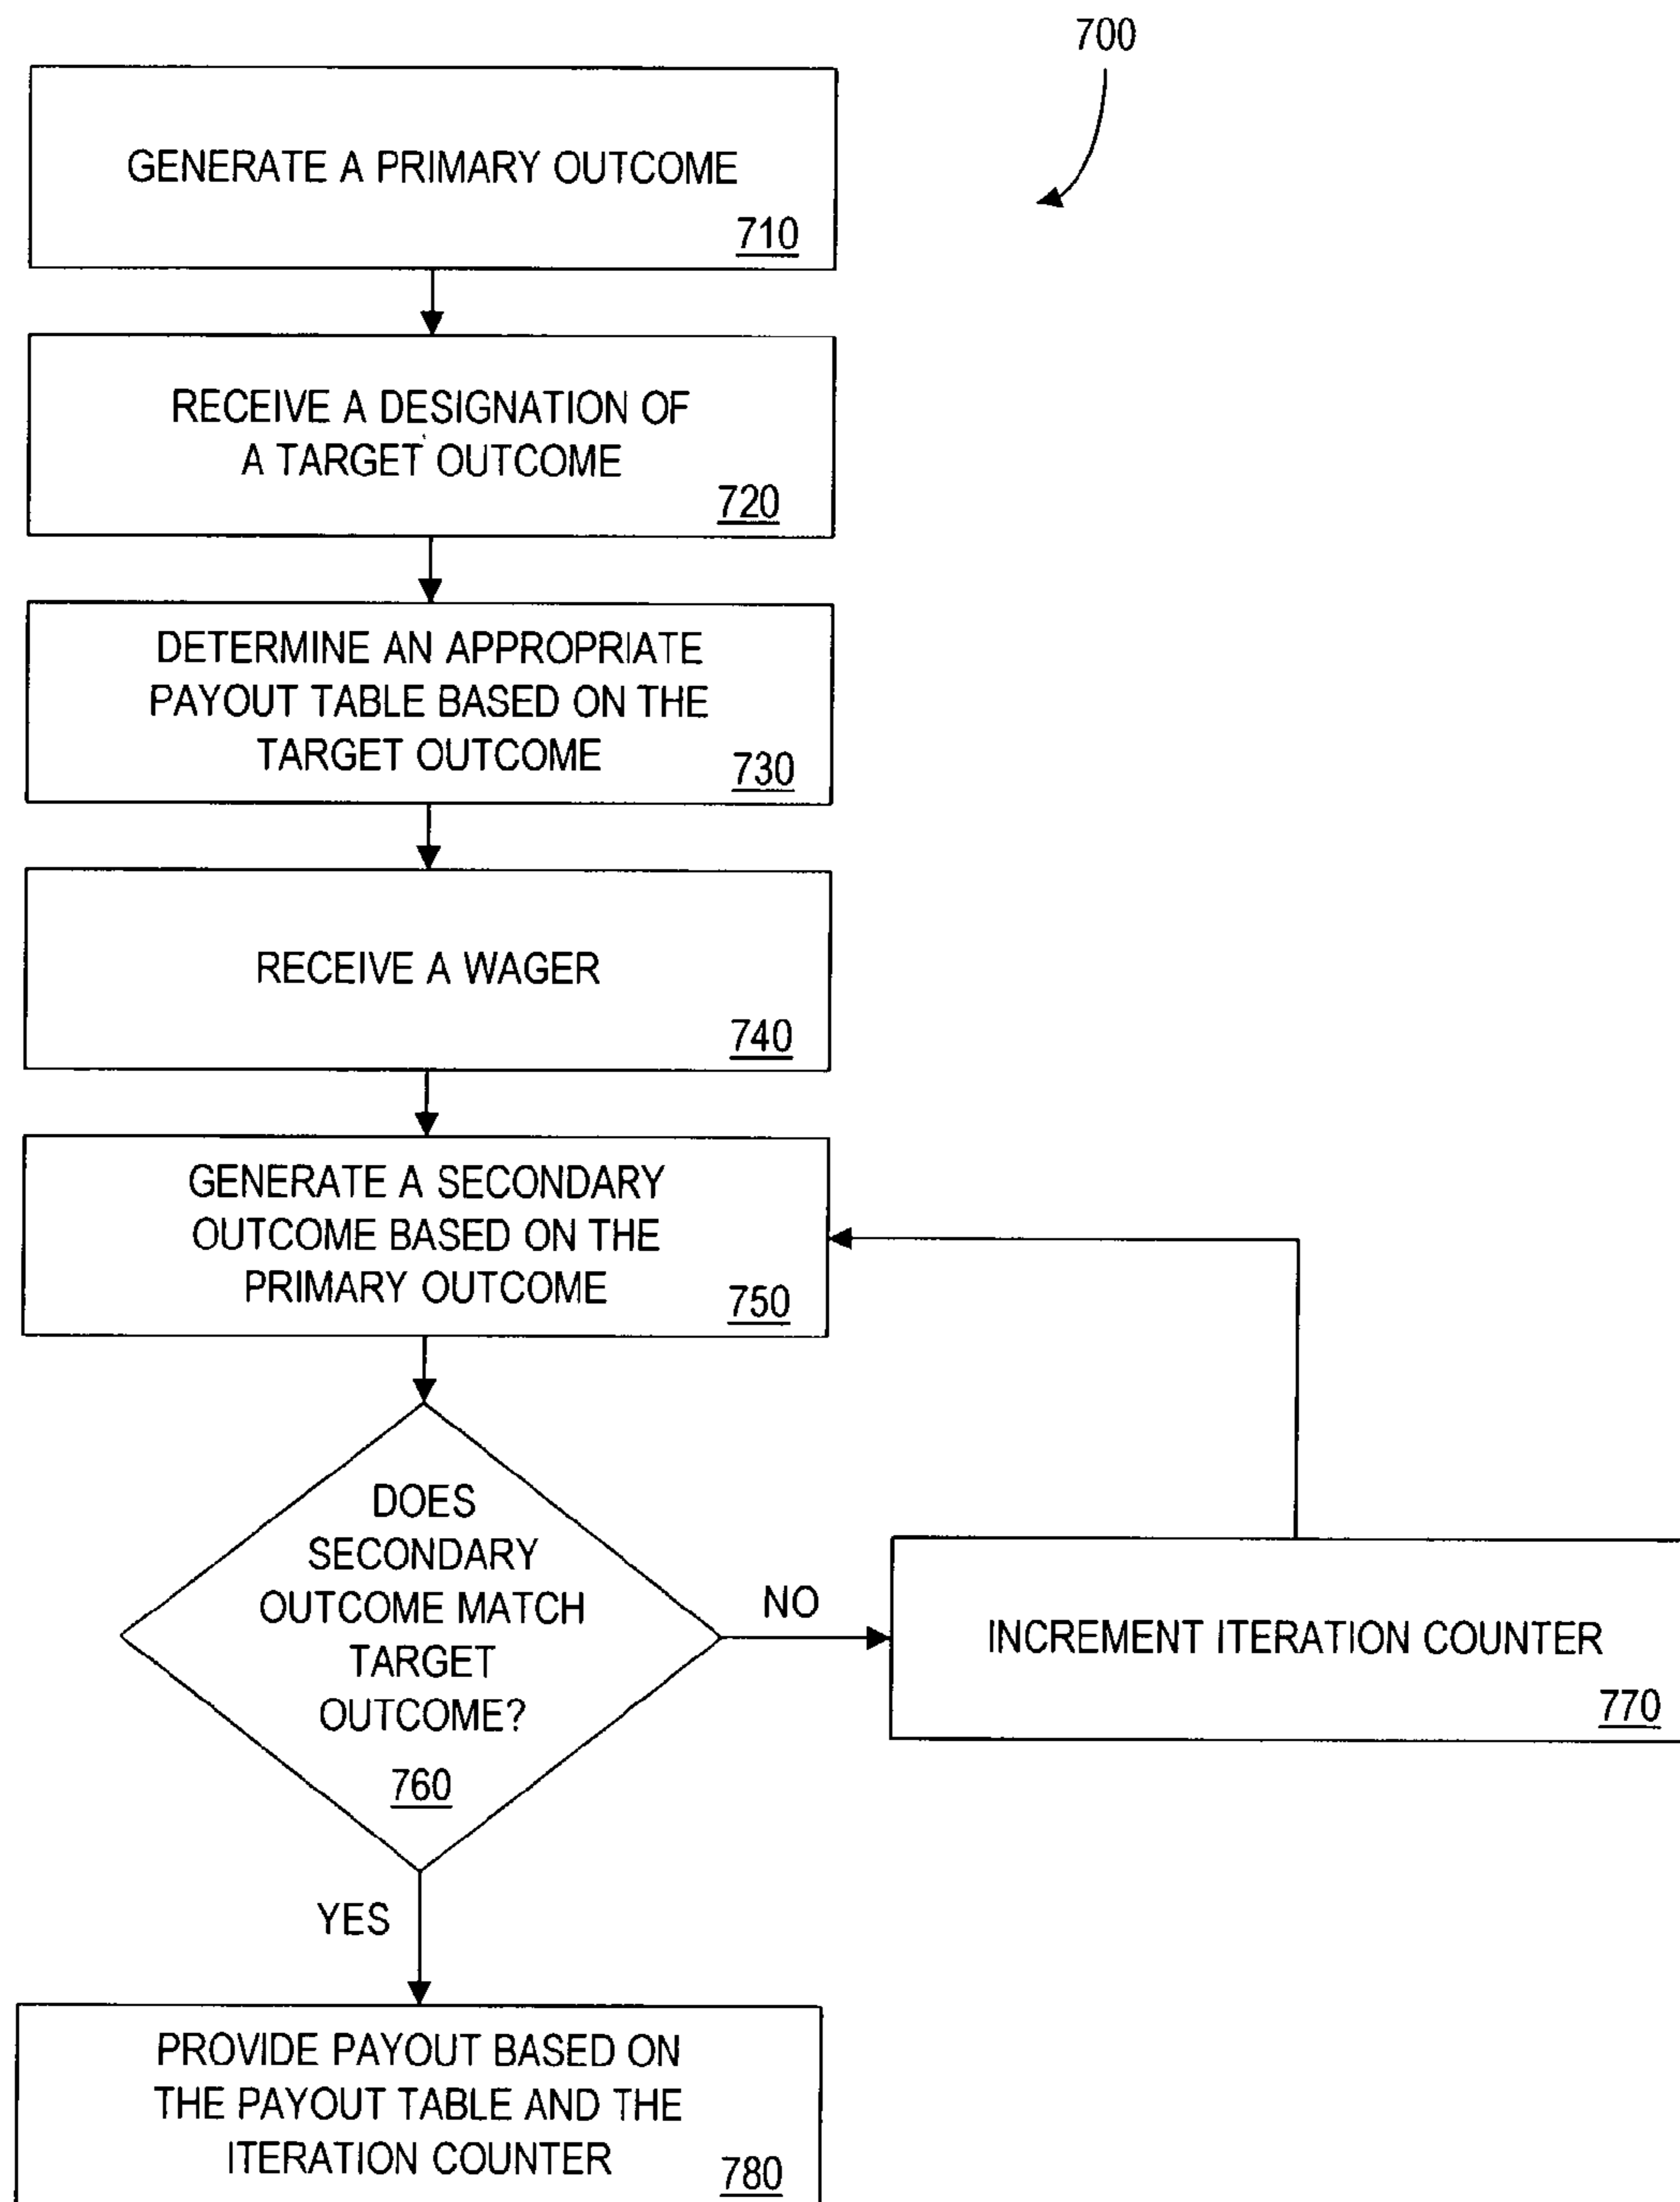 700
GENERATE A PRIMARY OUTCOME
710
RECEIVE A DESIGNATION OF
A TARGET OUTCOME
720
DETERMINE AN APPROPRIATE
PAYOUT TABLE BASED ON THE
TARGET OUTCOME
730
RECEIVE A WAGER
740
GENERATE A SECONDARY
OUTCOME BASED ON THE
PRIMARY OUTCOME
750
DOES
SECONDARY
OUTCOME MATCH
TARGET
OUTCOME?
760
NO
INCREMENT ITERATION COUNTER
770
YES
PROVIDE PAYOUT BASED ON
THE PAYOUT TABLE AND THE
ITERATION COUNTER
780